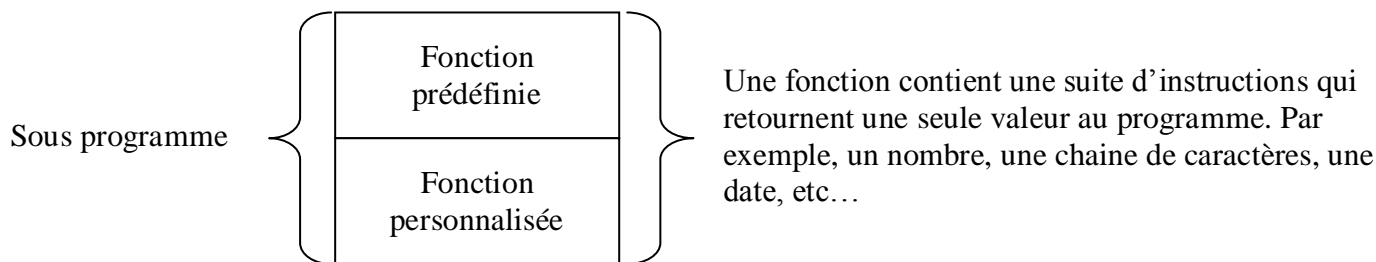 Sous programme
Fonction
prédéfinie
Fonction
personnalisée
Une fonction contient une suite d’instructions qui
retournent une seule valeur au programme. Par
exemple, un nombre, une chaine de caractères, une
date, etc…